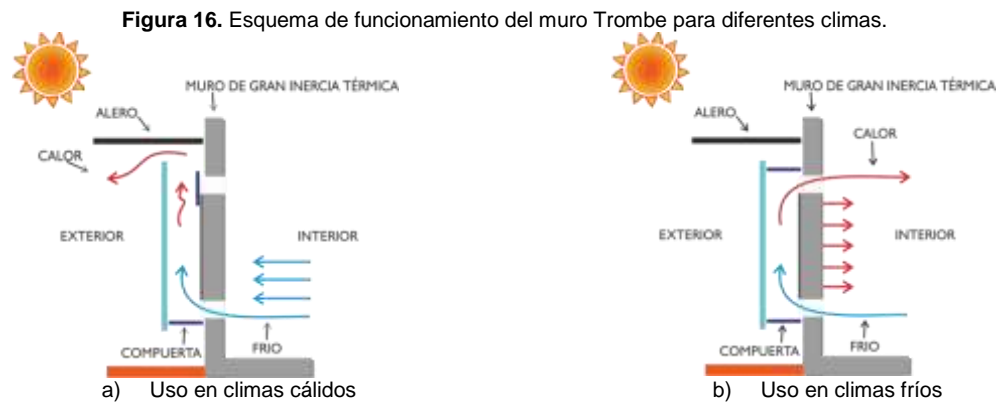 Figura 16. Esquema de funcionamiento del muro Trombe para diferentes climas.
MURO DE GRAN INERCIA TÉRMICA
ALERO
CALOR
EXTERIOR
INTERIOR
COMPUERTA
FRIO
a) Uso en climas cálidos
MURO DE GRAN INERCIA TÉRMICA
ALERO
CALOR
EXTERIOR
INTERIOR
COMPUERTA
FRIO
b) Uso en climas fríos